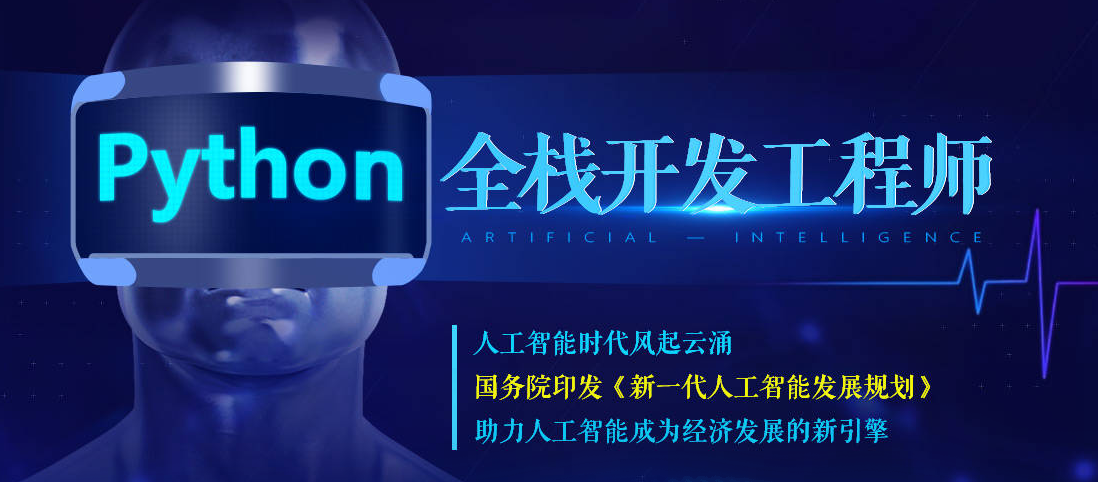 Python
全栈开发工程师
ARTIFICIAL — INTELLIGENCE
人工智能时代风起云涌
国务院印发《新一代人工智能发展规划》
助力人工智能成为经济发展的新引擎